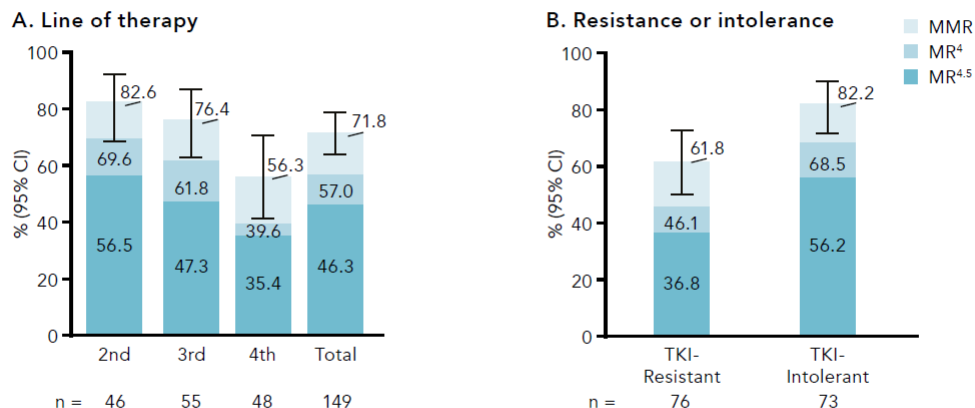 A. Line of therapy
% (95% CI)
100
80
60
40
20
0
82.6
69.6
56.5
76.4
61.8
47.3
56.3
39.6
35.4
71.8
57.0
46.3
2nd 3rd 4th Total
n = 46 55 48 149
B. Resistance or intolerance
% (95% CI)
100
80
60
40
20
0
61.8
46.1
36.8
82.2
68.5
56.2
TKI- TKI-
Resistant Intolerant
n = 76 73
MMR
MR⁴
MR⁴·⁵